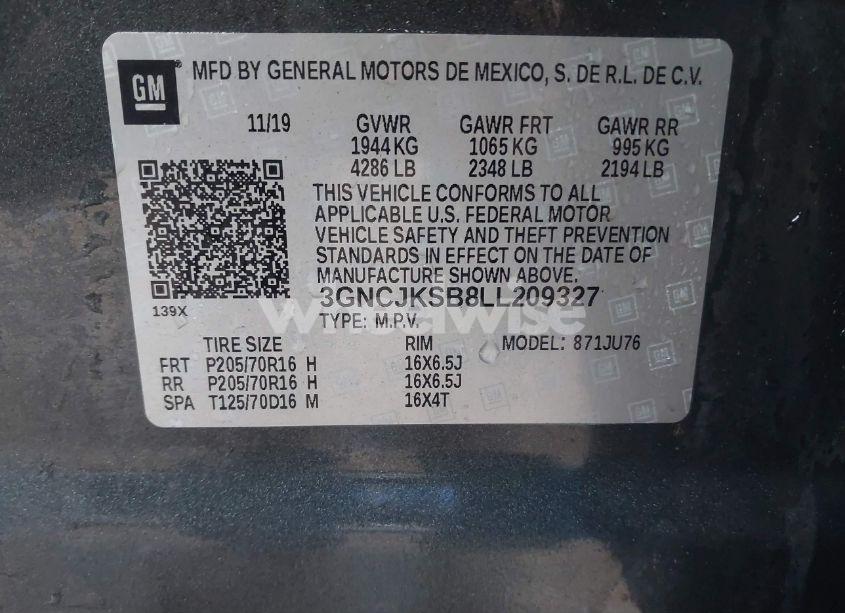 GM MFD BY GENERAL MOTORS DE MEXICO, S. DE R.L. DE C.V.
11/19 GVWR GAWR FRT GAWR RR
1944 KG 1065 KG 995 KG
4286 LB 2348 LB 2194 LB
THIS VEHICLE CONFORMS TO ALL
APPLICABLE U.S. FEDERAL MOTOR
VEHICLE SAFETY AND THEFT PREVENTION
STANDARDS IN EFFECT ON THE DATE OF
MANUFACTURE SHOWN ABOVE.
139X 3GNCJKSB8LL209327
TYPE: M.P.V.
TIRE SIZE RIM MODEL: 871JU76
FRT P205/70R16 H 16X6.5J
RR P205/70R16 H 16X6.5J
SPA T125/70D16 M 16X4T